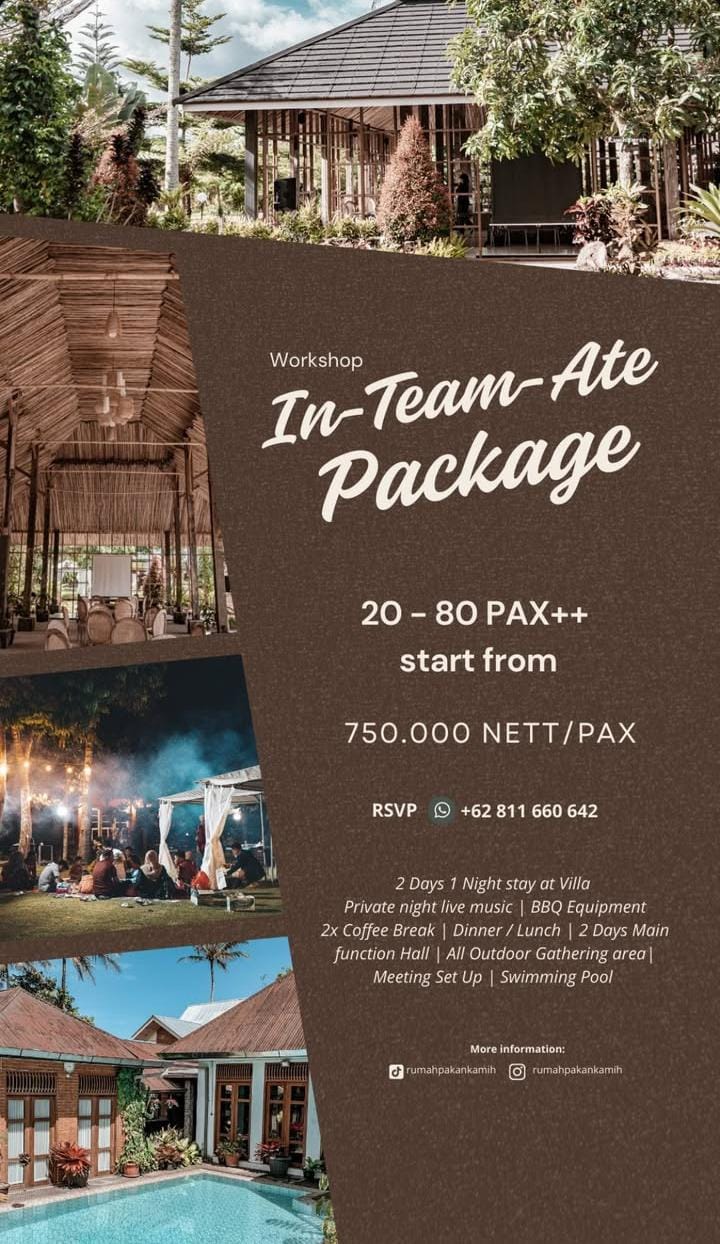 Workshop
In-Team-Ate
Package
20 – 80 PAX++
start from
750.000 NETT/PAX
RSVP +62 811 660 642
2 Days 1 Night stay at Villa
Private night live music | BBQ Equipment
2x Coffee Break | Dinner / Lunch | 2 Days Main
function Hall | All Outdoor Gathering area|
Meeting Set Up | Swimming Pool
More information:
rumahpakankamih rumahpakankamih